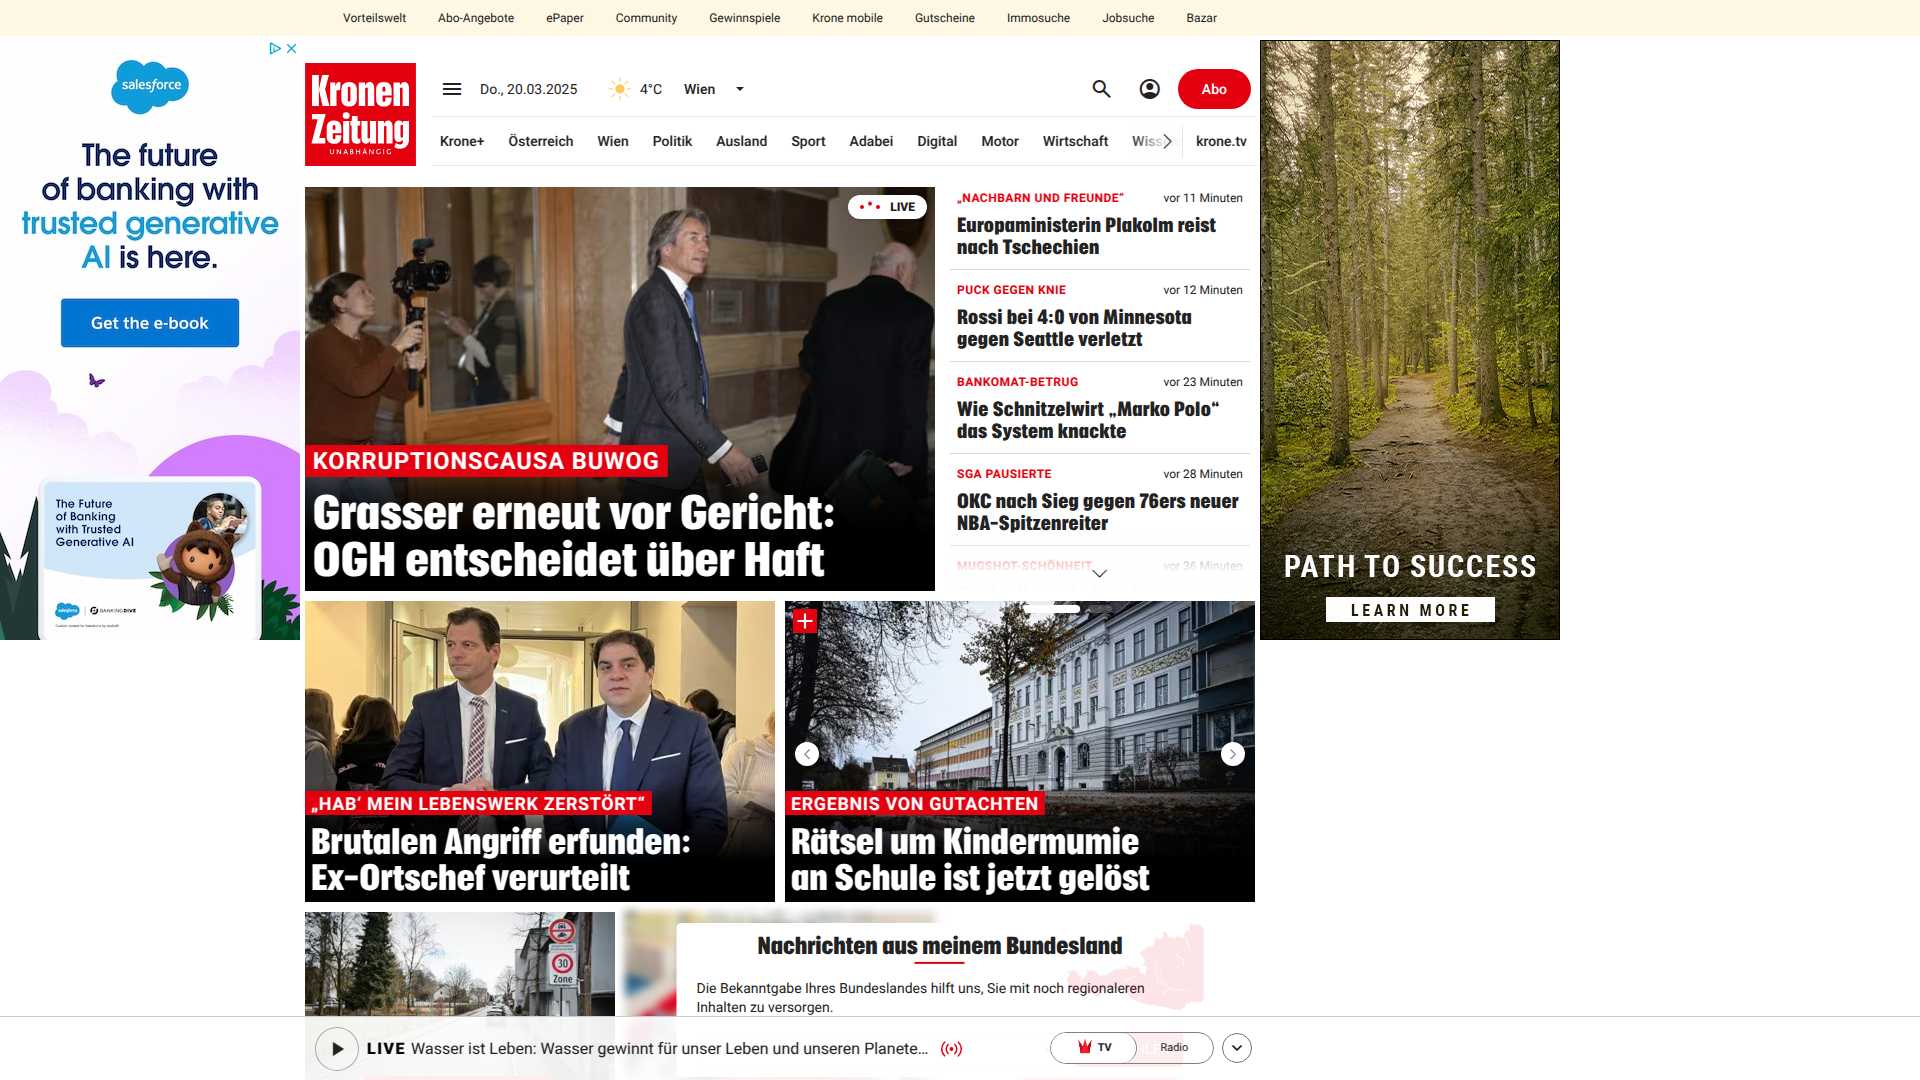 Vorteilswelt Abo-Angebote ePaper Community Gewinnspiele Krone mobile Gutscheine Immosuche Jobsuche Bazar
salesforce
The future
of banking with
trusted generative
AI is here.
Get the e-book
The Future
of Banking
with Trusted
Generative AI
salesforce
BANKINGDIVE
Kronen
Zeitung
UNABHÄNGIG
Do., 20.03.2025 4°C Wien
Abo
Krone+ Österreich Wien Politik Ausland Sport Adabei Digital Motor Wirtschaft Wiss krone.tv
LIVE
KORRUPTIONSCAUSA BUWOG
Grasser erneut vor Gericht:
OGH entscheidet über Haft
„NACHBARN UND FREUNDE“ vor 11 Minuten
Europaministerin Plakolm reist
nach Tschechien
PUCK GEGEN KNIE vor 12 Minuten
Rossi bei 4:0 von Minnesota
gegen Seattle verletzt
BANKOMAT-BETRUG vor 23 Minuten
Wie Schnitzelwirt „Marko Polo“
das System knackte
SGA PAUSIERTE vor 28 Minuten
OKC nach Sieg gegen 76ers neuer
NBA-Spitzenreiter
MUGSHOT-SCHÖNHEIT vor 36 Minuten
PATH TO SUCCESS
LEARN MORE
„HAB‘ MEIN LEBENSWERK ZERSTÖRT“
Brutalen Angriff erfunden:
Ex-Ortschef verurteilt
ERGEBNIS VON GUTACHTEN
Rätsel um Kindermumie
an Schule ist jetzt gelöst
30
Zone
Nachrichten aus meinem Bundesland
Die Bekanntgabe Ihres Bundeslandes hilft uns, Sie mit noch regionaleren
Inhalten zu versorgen.
LIVE Wasser ist Leben: Wasser gewinnt für unser Leben und unseren Planete...
TV Radio